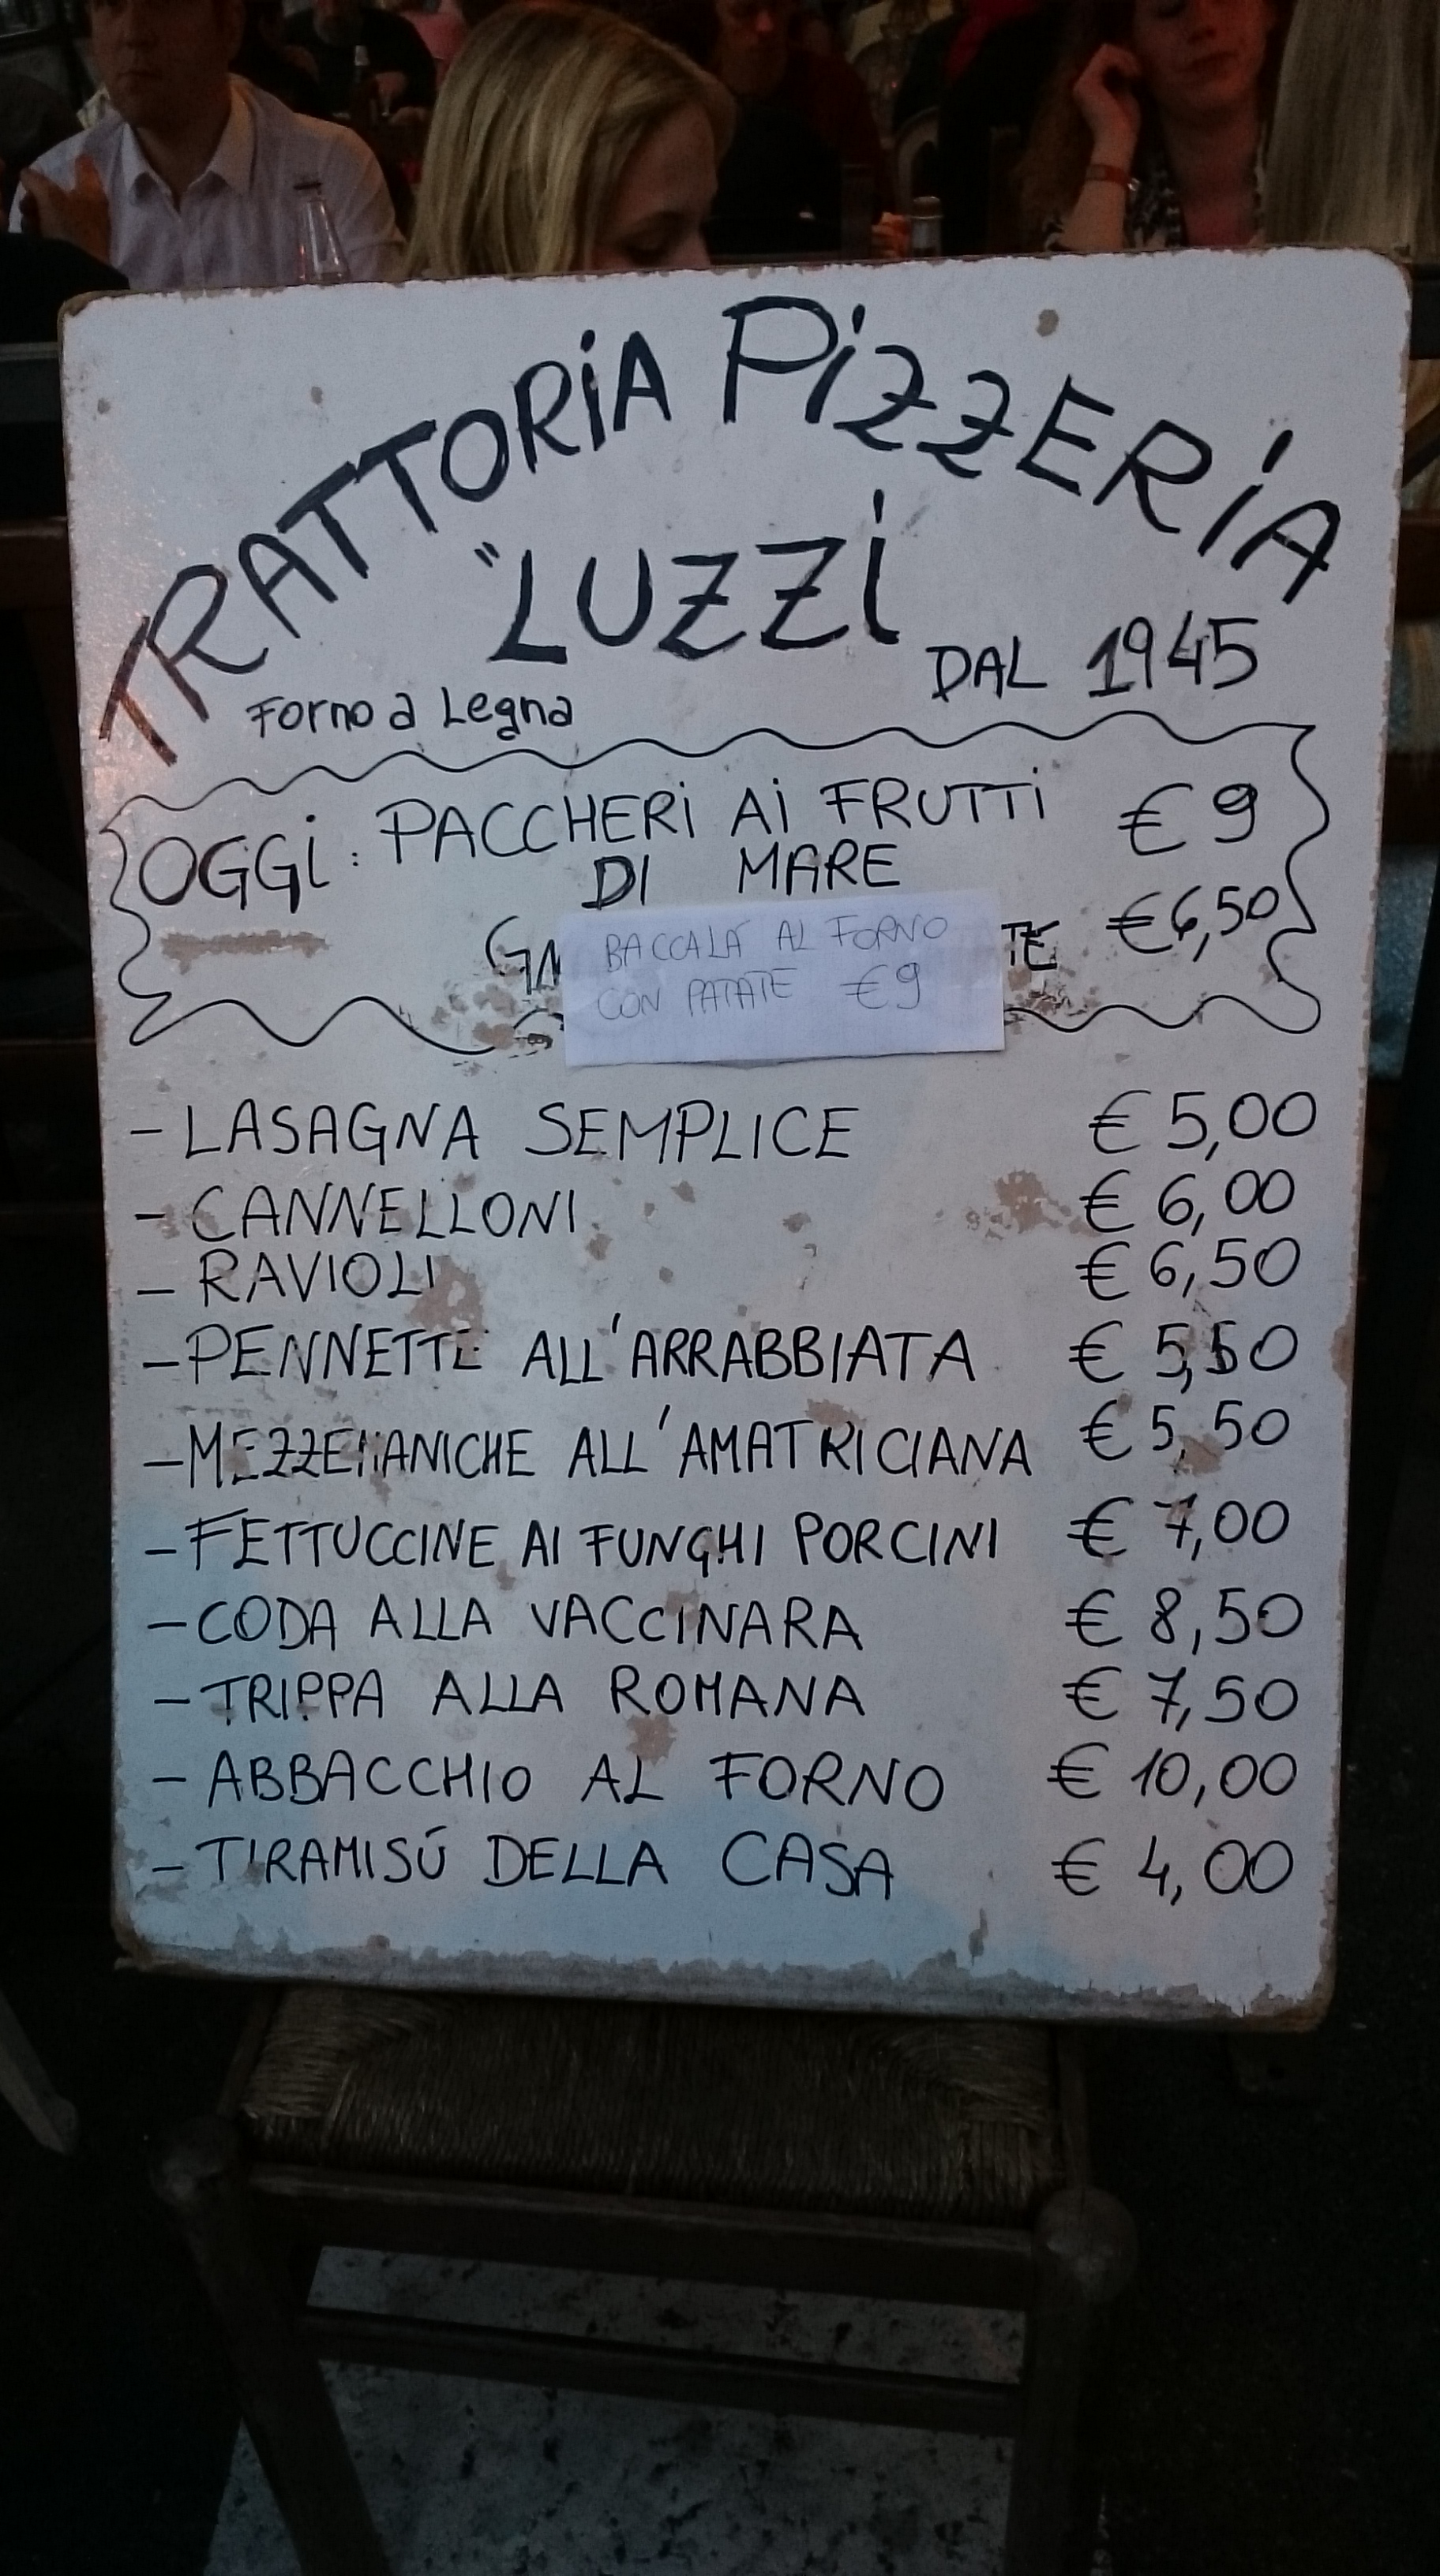 TRATTORIA PIZZERIA
"LUZZI
DAL 1945
Forno a Legna
OGGI: PACCHERI AI FRUTTI € 9
DI MARE
€ 6,50
BACCALÁ AL FORNO
CON PATATE € 9
- LASAGNA SEMPLICE € 5,00
- CANNELLONI € 6,00
- RAVIOLI € 6,50
- PENNETTE ALL'ARRABBIATA € 5,50
- MEZZEMANICHE ALL'AMATRICIANA € 5,50
- FETTUCCINE AI FUNGHI PORCINI € 7,00
- CODA ALLA VACCINARA € 8,50
- TRIPPA ALLA ROMANA € 7,50
- ABBACCHIO AL FORNO € 10,00
- TIRAMISÚ DELLA CASA € 4,00